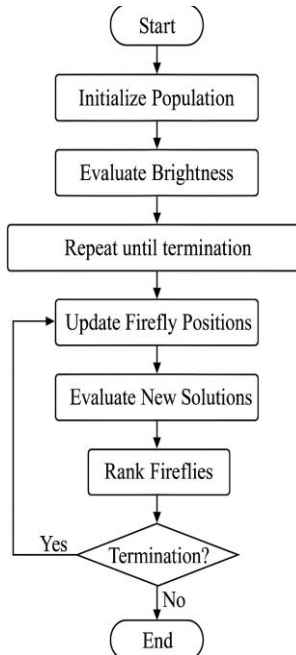 Start
Initialize Population
Evaluate Brightness
Repeat until termination
Update Firefly Positions
Evaluate New Solutions
Rank Fireflies
Yes
Termination?
No
End